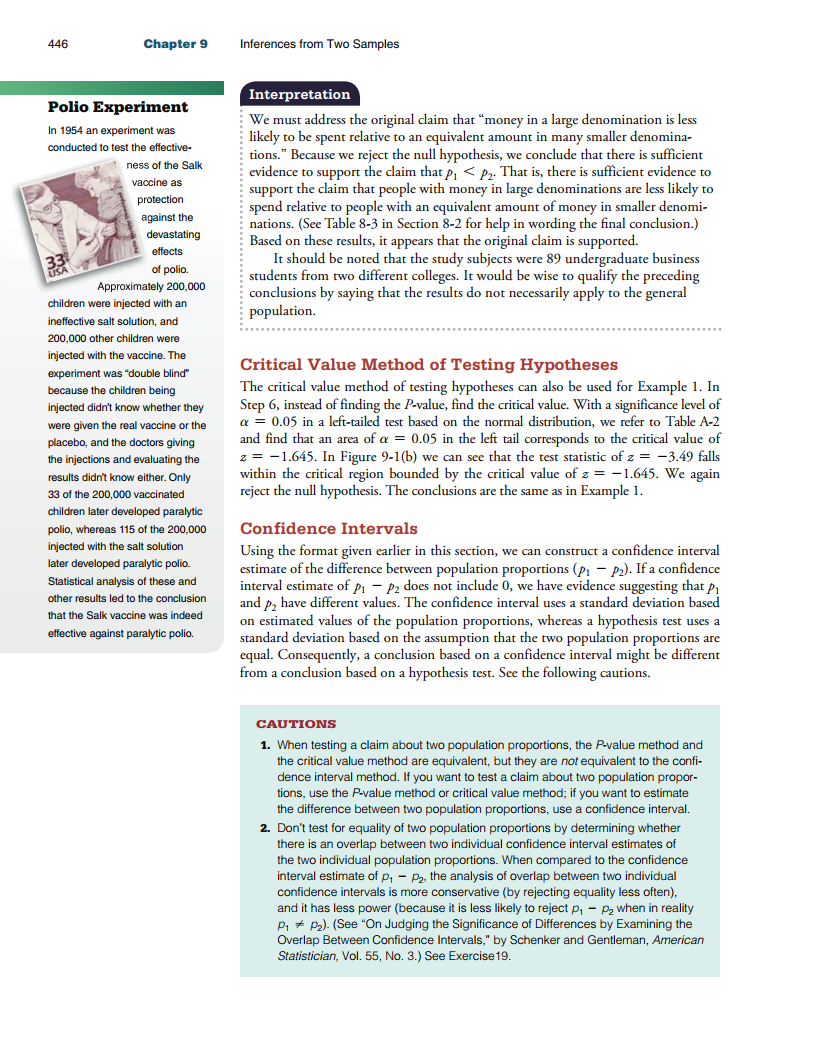 446
Chapter 9
Inferences from Two Samples
Polio Experiment
In 1954 an experiment was
conducted to test the effective-
ness of the Salk
vaccine as
protection
against the
devastating
effects
of polio.
33
USA
Approximately 200,000
children were injected with an
ineffective salt solution, and
200,000 other children were
injected with the vaccine. The
experiment was “double blind”
because the children being
injected didn't know whether they
were given the real vaccine or the
placebo, and the doctors giving
the injections and evaluating the
results didn't know either. Only
33 of the 200,000 vaccinated
children later developed paralytic
polio, whereas 115 of the 200,000
injected with the salt solution
later developed paralytic polio.
Statistical analysis of these and
other results led to the conclusion
that the Salk vaccine was indeed
effective against paralytic polio.
Interpretation
We must address the original claim that “money in a large denomination is less
likely to be spent relative to an equivalent amount in many smaller denomina-
tions.” Because we reject the null hypothesis, we conclude that there is sufficient
evidence to support the claim that p₁ < p₂. That is, there is sufficient evidence to
support the claim that people with money in large denominations are less likely to
spend relative to people with an equivalent amount of money in smaller denomi-
nations. (See Table 8-3 in Section 8-2 for help in wording the final conclusion.)
Based on these results, it appears that the original claim is supported.
It should be noted that the study subjects were 89 undergraduate business
students from two different colleges. It would be wise to qualify the preceding
conclusions by saying that the results do not necessarily apply to the general
population.
Critical Value Method of Testing Hypotheses
The critical value method of testing hypotheses can also be used for Example 1. In
Step 6, instead of finding the P-value, find the critical value. With a significance level of
α = 0.05 in a left-tailed test based on the normal distribution, we refer to Table A-2
and find that an area of α = 0.05 in the left tail corresponds to the critical value of
z = −1.645. In Figure 9-1(b) we can see that the test statistic of z = −3.49 falls
within the critical region bounded by the critical value of z = −1.645. We again
reject the null hypothesis. The conclusions are the same as in Example 1.
Confidence Intervals
Using the format given earlier in this section, we can construct a confidence interval
estimate of the difference between population proportions (p₁ − p₂). If a confidence
interval estimate of p₁ − p₂ does not include 0, we have evidence suggesting that p₁
and p₂ have different values. The confidence interval uses a standard deviation based
on estimated values of the population proportions, whereas a hypothesis test uses a
standard deviation based on the assumption that the two population proportions are
equal. Consequently, a conclusion based on a confidence interval might be different
from a conclusion based on a hypothesis test. See the following cautions.
CAUTIONS
1. When testing a claim about two population proportions, the P-value method and
the critical value method are equivalent, but they are not equivalent to the confi-
dence interval method. If you want to test a claim about two population propor-
tions, use the P-value method or critical value method; if you want to estimate
the difference between two population proportions, use a confidence interval.
2. Don't test for equality of two population proportions by determining whether
there is an overlap between two individual confidence interval estimates of
the two individual population proportions. When compared to the confidence
interval estimate of p₁ − p₂, the analysis of overlap between two individual
confidence intervals is more conservative (by rejecting equality less often),
and it has less power (because it is less likely to reject p₁ − p₂ when in reality
p₁ ≠ p₂). (See “On Judging the Significance of Differences by Examining the
Overlap Between Confidence Intervals,” by Schenker and Gentleman, American
Statistician, Vol. 55, No. 3.) See Exercise19.